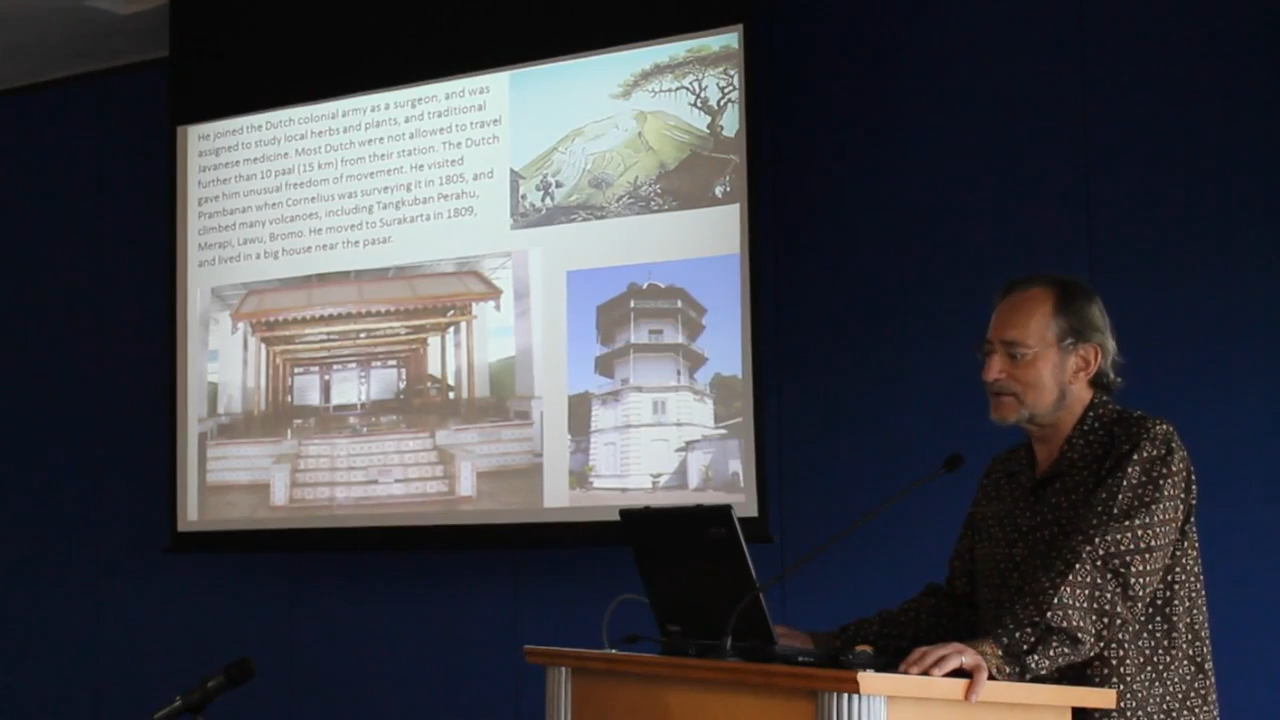 He joined the Dutch colonial army as a surgeon, and was
assigned to study local herbs and plants, and traditional
Javanese medicine. Most Dutch were not allowed to travel
further than 10 paal (15 km) from their station. The Dutch
gave him unusual freedom of movement. He visited
Prambanan when Cornelius was surveying it in 1805, and
climbed many volcanoes, including Tangkuban Perahu,
Merapi, Lawu, Bromo. He moved to Surakarta in 1809,
and lived in a big house near the pasar.